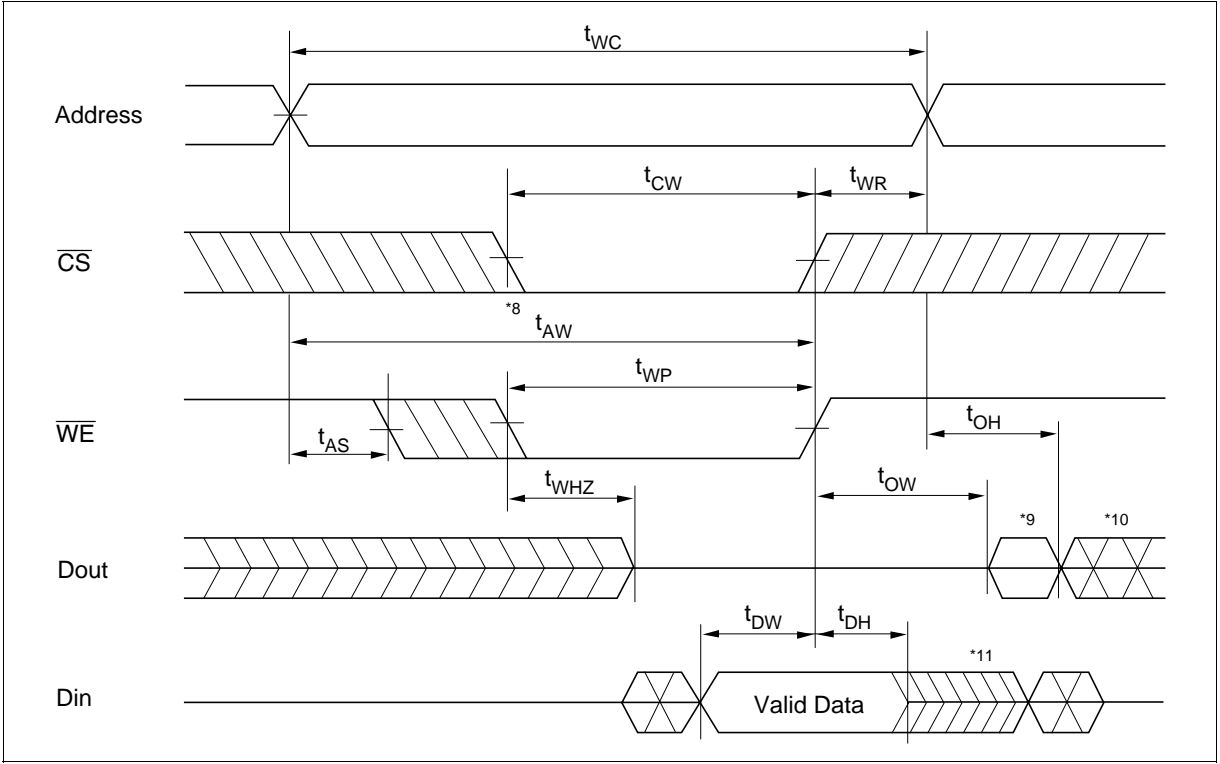 tWC
Address
tCW
tWR
CS
*8
tAW
tWP
WE
tAS
tOH
tWHZ
tOW
*9
*10
Dout
tDW
tDH
*11
Din
Valid Data